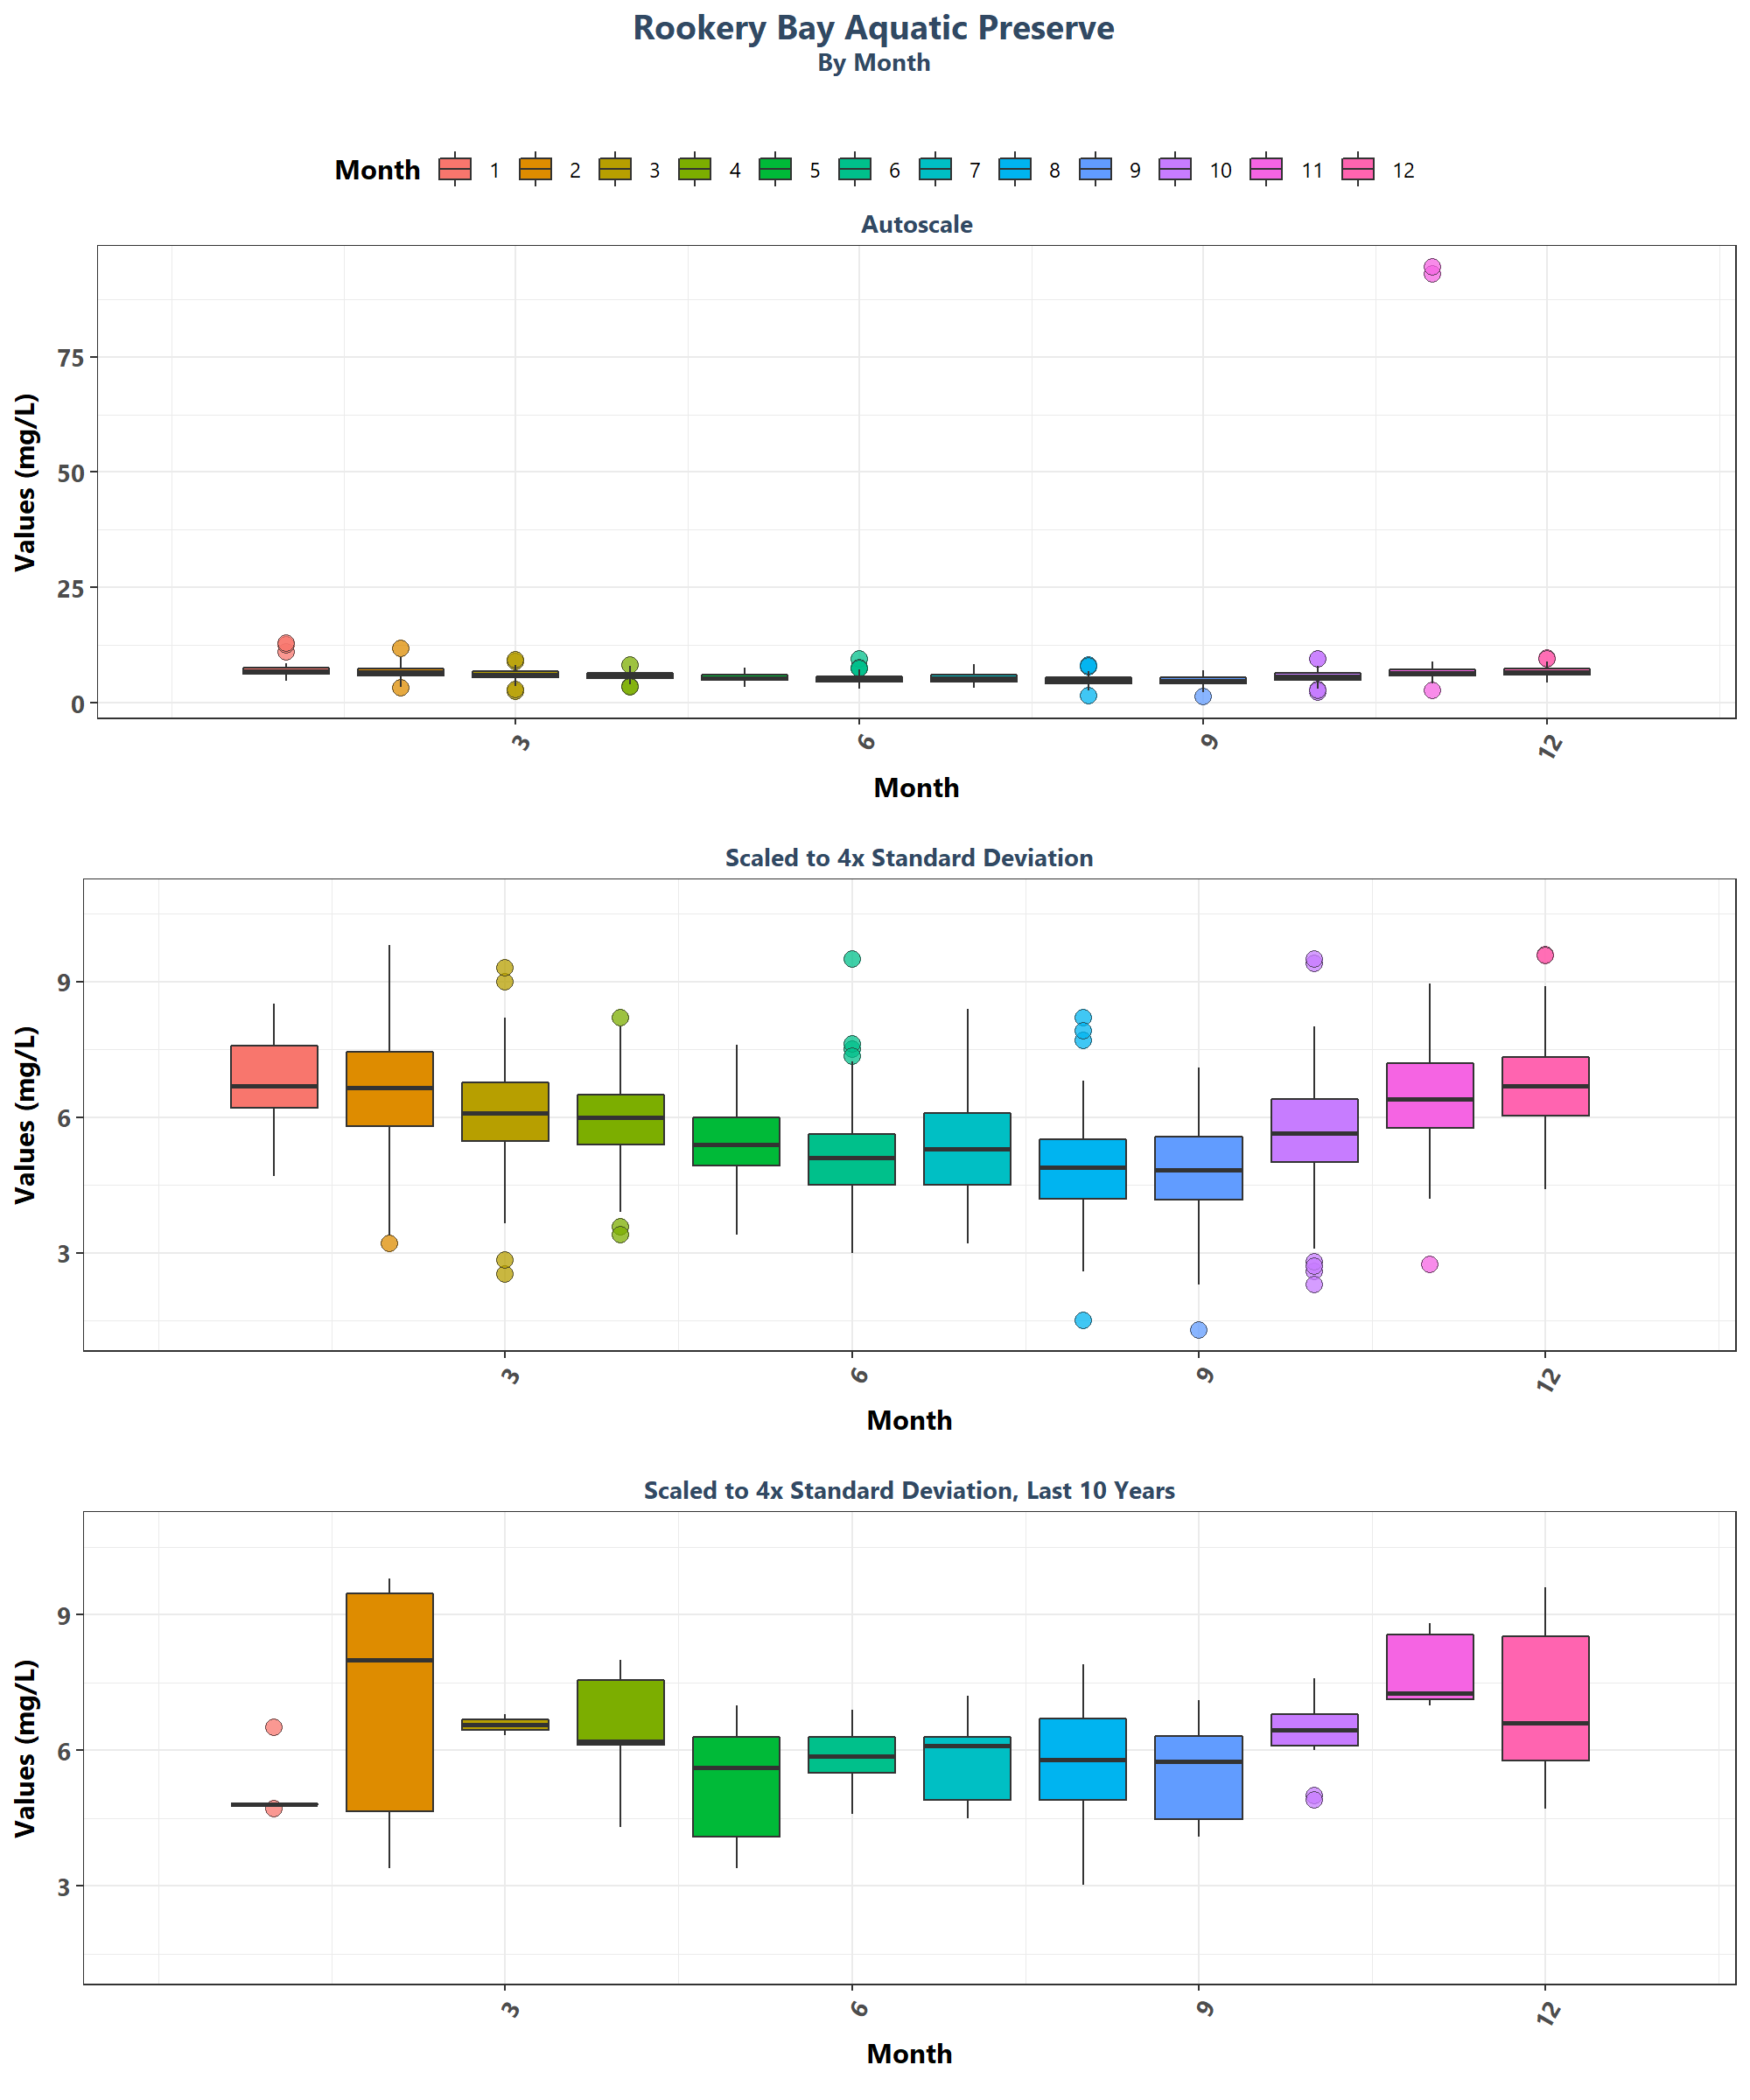 Rookery Bay Aquatic Preserve
By Month
Month 1 2 3 4 5 6 7 8 9 10 11 12
Autoscale
Values (mg/L)
75
50
25
0
3 6 9 12
Month
Scaled to 4x Standard Deviation
Values (mg/L)
9
6
3
3 6 9 12
Month
Scaled to 4x Standard Deviation, Last 10 Years
Values (mg/L)
9
6
3
3 6 9 12
Month